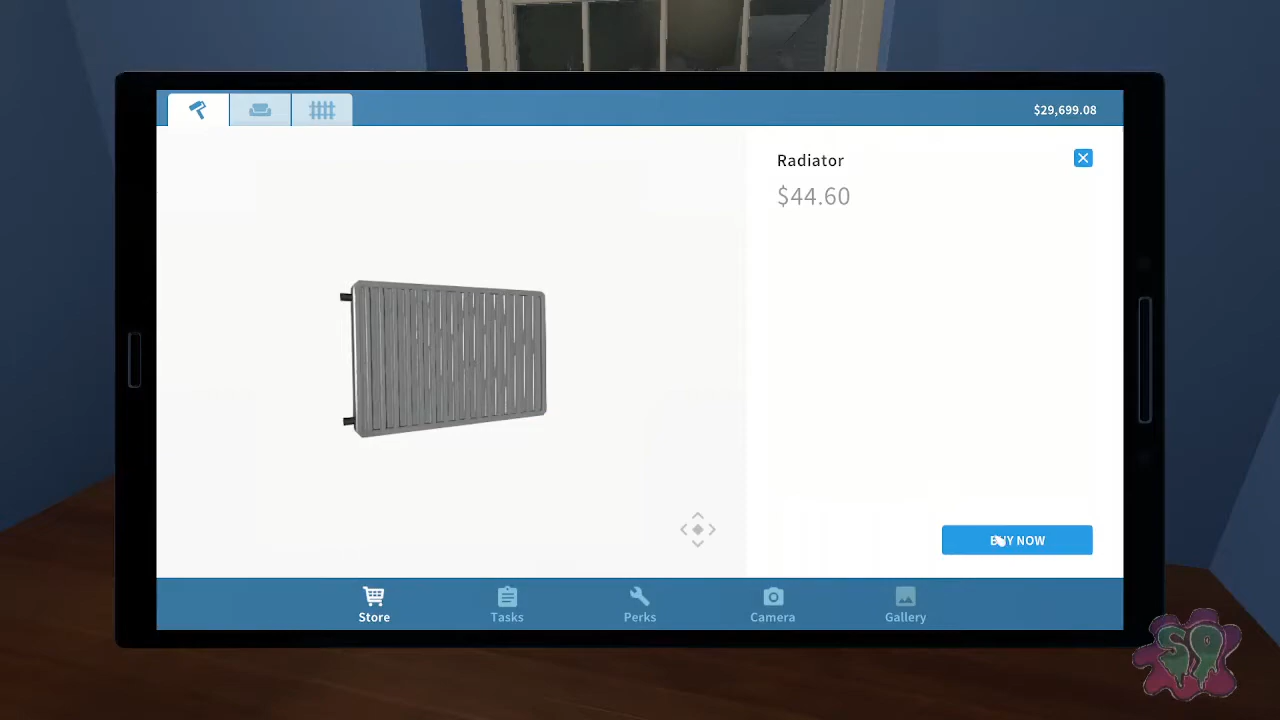 $29,699.08
Radiator
$44.60
BUY NOW
Store
Tasks
Perks
Camera
Gallery